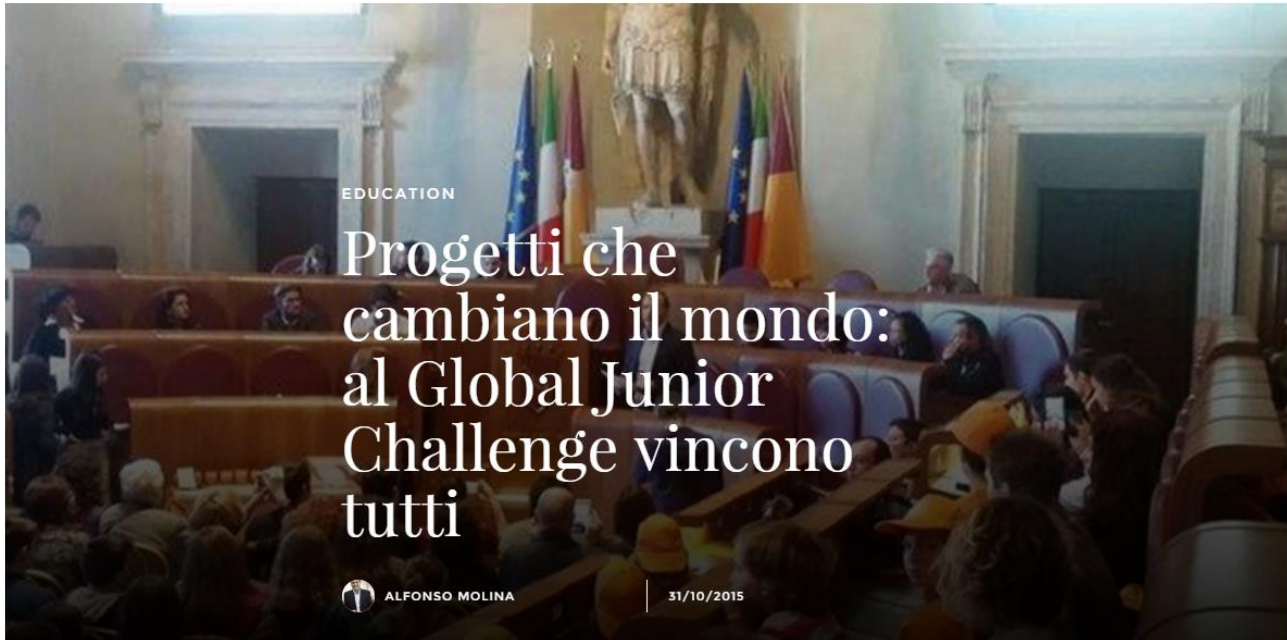 EDUCATION
Progetti che
cambiano il mondo:
al Global Junior
Challenge vincono
tutti
ALFONSO MOLINA
31/10/2015